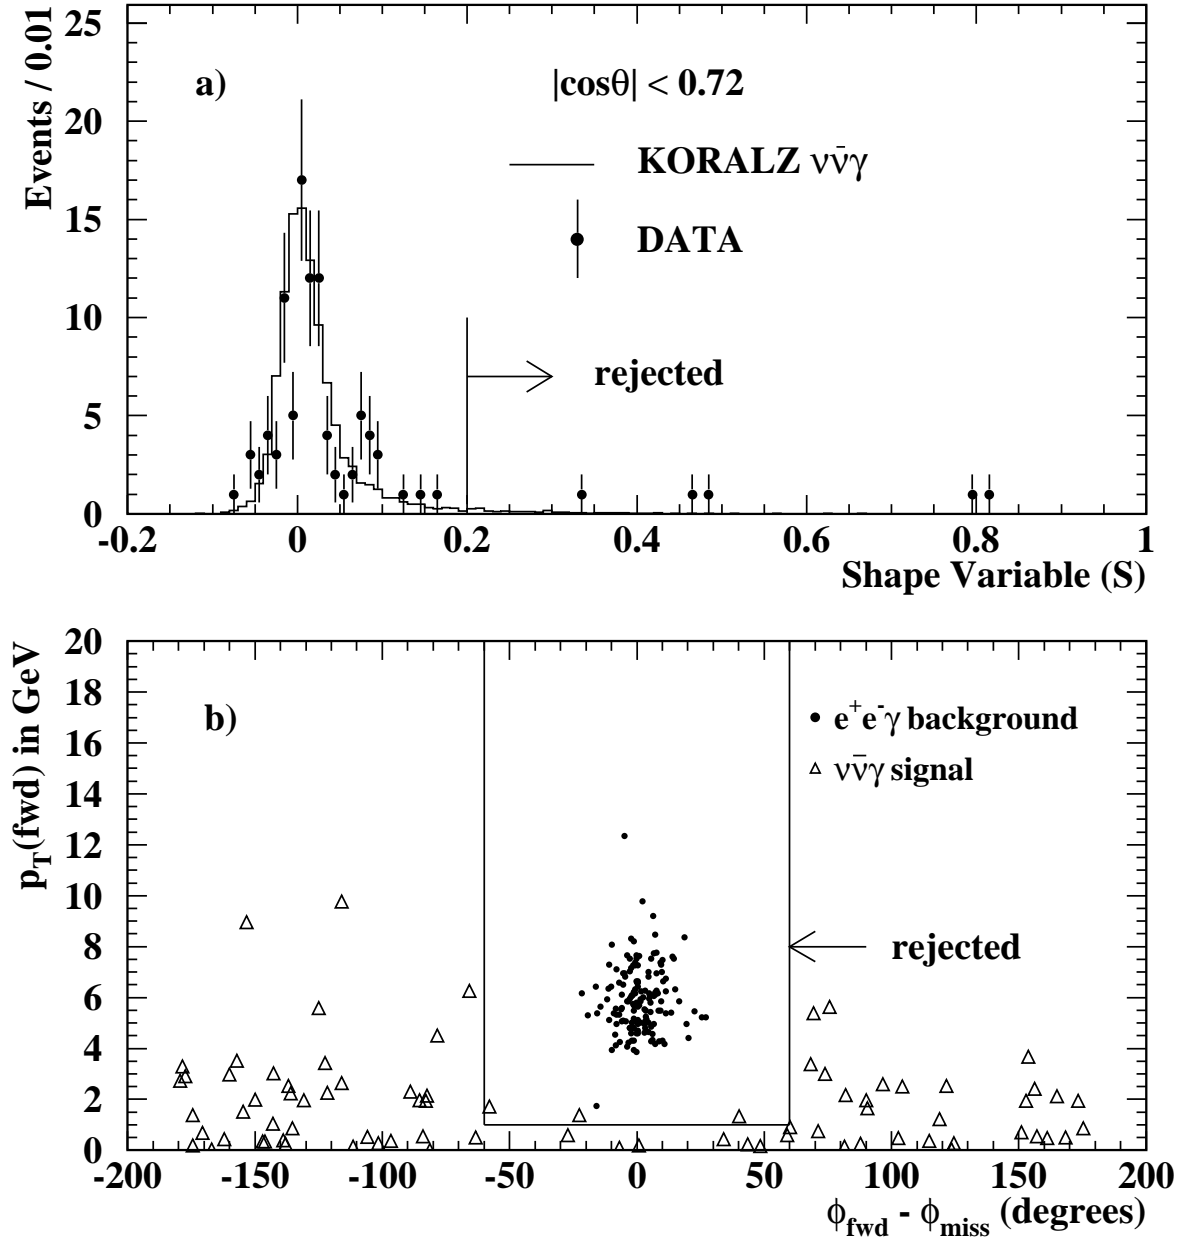 Events / 0.01
25
20
15
10
5
0
a)
|cosθ| < 0.72
KORALZ νν̄γ
DATA
rejected
-0.2 0 0.2 0.4 0.6 0.8 1
Shape Variable (S)
p_T(fwd) in GeV
20
18
16
14
12
10
8
6
4
2
0
b)
e⁺e⁻γ background
νν̄γ signal
rejected
-200 -150 -100 -50 0 50 100 150 200
ϕ_fwd - ϕ_miss (degrees)